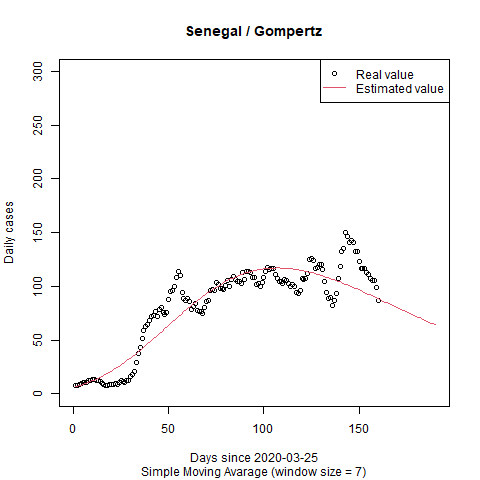 Senegal / Gompertz
Real value
Estimated value
Daily cases
0
50
100
150
200
250
300
0
50
100
150
Days since 2020-03-25
Simple Moving Avarage (window size = 7)